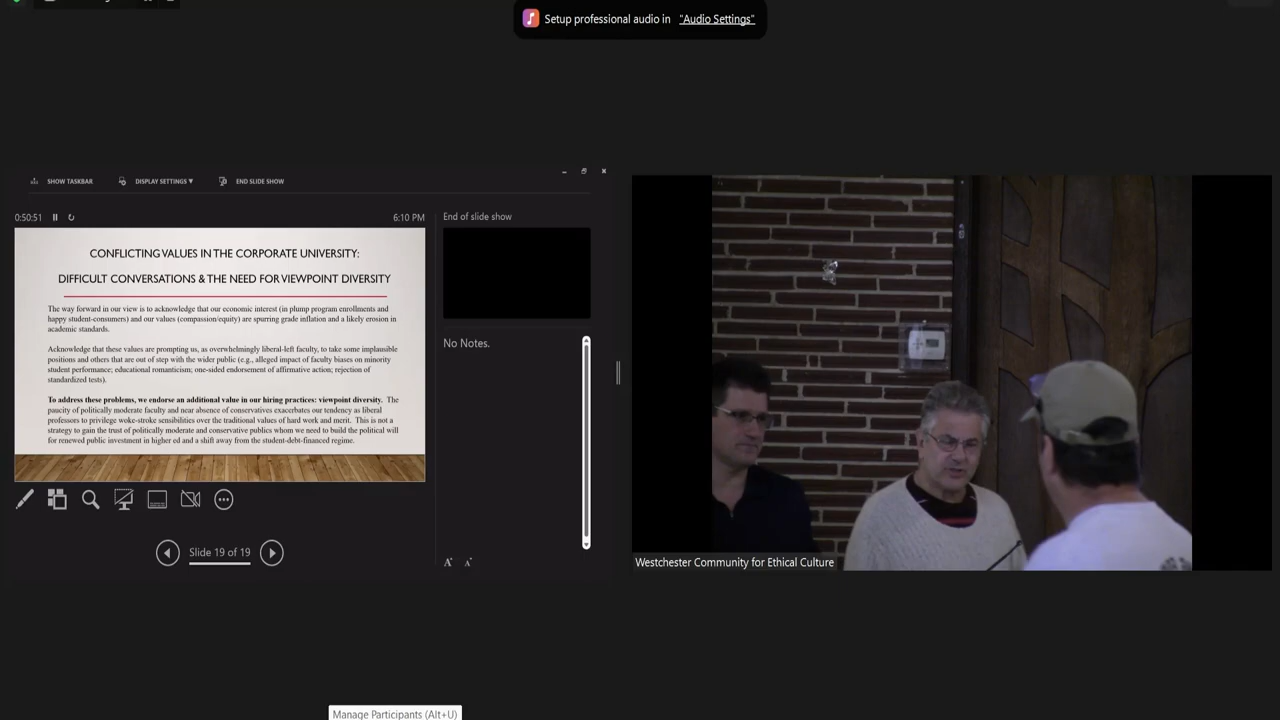 Setup professional audio in "Audio Settings"
SHOW TASKBAR
DISPLAY SETTINGS ▾
END SLIDE SHOW
0:50:51
6:10 PM
End of slide show
CONFLICTING VALUES IN THE CORPORATE UNIVERSITY:
DIFFICULT CONVERSATIONS & THE NEED FOR VIEWPOINT DIVERSITY
The way forward in our view is to acknowledge that our economic interest (in plump program enrollments and
happy student-consumers) and our values (compassion/equity) are spurring grade inflation and a likely erosion in
academic standards.
Acknowledge that these values are prompting us, as overwhelmingly liberal-left faculty, to take some implausible
positions and others that are out of step with the wider public (e.g., alleged impact of faculty biases on minority
student performance; educational romanticism; one-sided endorsement of affirmative action; rejection of
standardized tests).
To address these problems, we endorse an additional value in our hiring practices: viewpoint diversity. The
paucity of politically moderate faculty and near absence of conservatives exacerbates our tendency as liberal
professors to privilege woke-stroke sensibilities over the traditional values of hard work and merit. This is not a
strategy to gain the trust of politically moderate and conservative publics whom we need to build the political will
for renewed public investment in higher ed and a shift away from the student-debt-financed regime.
No Notes.
Slide 19 of 19
A A
Westchester Community for Ethical Culture
Manage Participants (Alt+U)